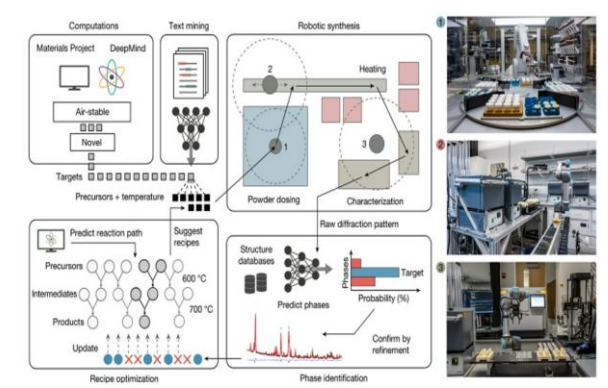 Computations
Text mining
Robotic synthesis
Materials Project
DeepMind
Air-stable
Novel
Targets
Precursors + temperature
2
Heating
1
3
Powder dosing
Characterization
Raw diffraction pattern
Predict reaction path
Suggest
recipes
Precursors
600 °C
Intermediates
700 °C
Products
Update
Recipe optimization
Structure
databases
Predict phases
Phases
Target
Probability (%)
Confirm by
refinement
Phase identification
1
2
3